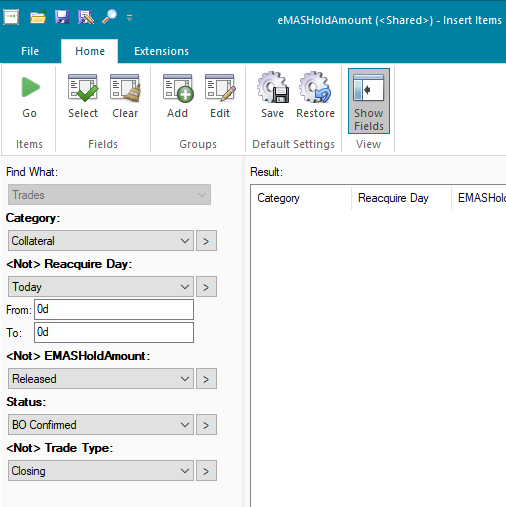 eMASHoldAmount (<Shared>) - Insert Items
File Home Extensions
Go Select Clear Add Edit Save Restore Show Fields
Items Fields Groups Default Settings View
Find What:
Trades
Category:
Collateral >
<Not> Reacquire Day:
Today >
From: 0d
To: 0d
<Not> EMASHoldAmount:
Released >
Status:
BO Confirmed >
<Not> Trade Type:
Closing >
Result:
Category Reacquire Day